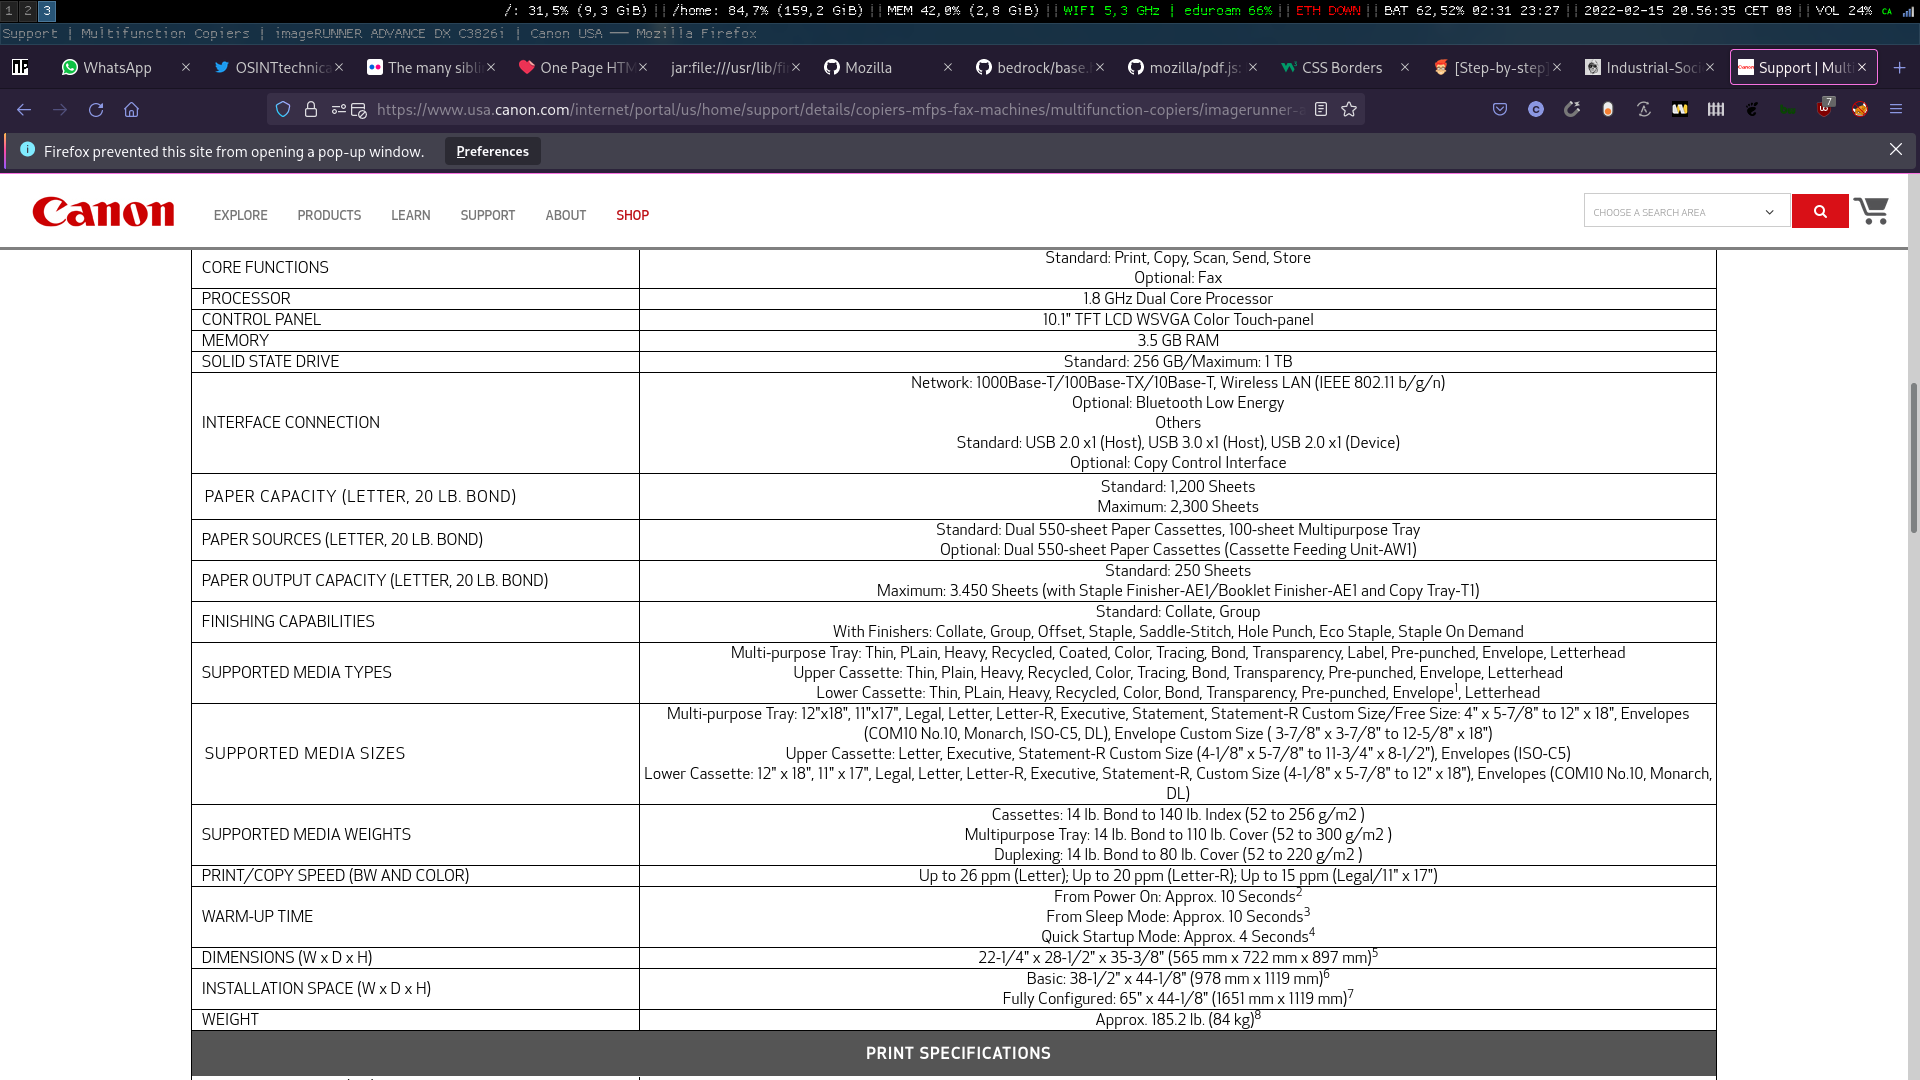 1 2 3 /: 31,5% (9,3 GiB) || /home: 84,7% (159,2 GiB) || MEM 42,0% (2,8 GiB) || WIFI 5,3 GHz | eduroam 66% || ETH DOWN || BAT 62,52% 02:31 23:27 || 2022-02-15 20.56:35 CET 08 || VOL 24% CA
Support | Multifunction Copiers | imageRUNNER ADVANCE DX C3826i | Canon USA — Mozilla Firefox
WhatsApp OSINTtechnica The many sibli One Page HTM jar:file:///usr/lib/fi Mozilla bedrock/base. mozilla/pdf.js: CSS Borders [Step-by-step] Industrial-Soci Support | Multi
https://www.usa.canon.com/internet/portal/us/home/support/details/copiers-mfps-fax-machines/multifunction-copiers/imagerunner-a
7
Firefox prevented this site from opening a pop-up window. Preferences
Canon EXPLORE PRODUCTS LEARN SUPPORT ABOUT SHOP CHOOSE A SEARCH AREA
CORE FUNCTIONS
Standard: Print, Copy, Scan, Send, Store
Optional: Fax
PROCESSOR 1.8 GHz Dual Core Processor
CONTROL PANEL 10.1" TFT LCD WSVGA Color Touch-panel
MEMORY 3.5 GB RAM
SOLID STATE DRIVE Standard: 256 GB/Maximum: 1 TB
INTERFACE CONNECTION
Network: 1000Base-T/100Base-TX/10Base-T, Wireless LAN (IEEE 802.11 b/g/n)
Optional: Bluetooth Low Energy
Others
Standard: USB 2.0 x1 (Host), USB 3.0 x1 (Host), USB 2.0 x1 (Device)
Optional: Copy Control Interface
PAPER CAPACITY (LETTER, 20 LB. BOND)
Standard: 1,200 Sheets
Maximum: 2,300 Sheets
PAPER SOURCES (LETTER, 20 LB. BOND)
Standard: Dual 550-sheet Paper Cassettes, 100-sheet Multipurpose Tray
Optional: Dual 550-sheet Paper Cassettes (Cassette Feeding Unit-AW1)
PAPER OUTPUT CAPACITY (LETTER, 20 LB. BOND)
Standard: 250 Sheets
Maximum: 3.450 Sheets (with Staple Finisher-AE1/Booklet Finisher-AE1 and Copy Tray-T1)
FINISHING CAPABILITIES
Standard: Collate, Group
With Finishers: Collate, Group, Offset, Staple, Saddle-Stitch, Hole Punch, Eco Staple, Staple On Demand
SUPPORTED MEDIA TYPES
Multi-purpose Tray: Thin, PLain, Heavy, Recycled, Coated, Color, Tracing, Bond, Transparency, Label, Pre-punched, Envelope, Letterhead
Upper Cassette: Thin, Plain, Heavy, Recycled, Color, Tracing, Bond, Transparency, Pre-punched, Envelope, Letterhead
Lower Cassette: Thin, PLain, Heavy, Recycled, Color, Bond, Transparency, Pre-punched, Envelope1, Letterhead
SUPPORTED MEDIA SIZES
Multi-purpose Tray: 12"x18", 11"x17", Legal, Letter, Letter-R, Executive, Statement, Statement-R Custom Size/Free Size: 4" x 5-7/8" to 12" x 18", Envelopes
(COM10 No.10, Monarch, ISO-C5, DL), Envelope Custom Size ( 3-7/8" x 3-7/8" to 12-5/8" x 18")
Upper Cassette: Letter, Executive, Statement-R Custom Size (4-1/8" x 5-7/8" to 11-3/4" x 8-1/2"), Envelopes (ISO-C5)
Lower Cassette: 12" x 18", 11" x 17", Legal, Letter, Letter-R, Executive, Statement-R, Custom Size (4-1/8" x 5-7/8" to 12" x 18"), Envelopes (COM10 No.10, Monarch,
DL)
SUPPORTED MEDIA WEIGHTS
Cassettes: 14 lb. Bond to 140 lb. Index (52 to 256 g/m2 )
Multipurpose Tray: 14 lb. Bond to 110 lb. Cover (52 to 300 g/m2 )
Duplexing: 14 lb. Bond to 80 lb. Cover (52 to 220 g/m2 )
PRINT/COPY SPEED (BW AND COLOR) Up to 26 ppm (Letter); Up to 20 ppm (Letter-R); Up to 15 ppm (Legal/11" x 17")
WARM-UP TIME
From Power On: Approx. 10 Seconds2
From Sleep Mode: Approx. 10 Seconds3
Quick Startup Mode: Approx. 4 Seconds4
DIMENSIONS (W x D x H) 22-1/4" x 28-1/2" x 35-3/8" (565 mm x 722 mm x 897 mm)5
INSTALLATION SPACE (W x D x H)
Basic: 38-1/2" x 44-1/8" (978 mm x 1119 mm)6
Fully Configured: 65" x 44-1/8" (1651 mm x 1119 mm)7
WEIGHT Approx. 185.2 lb. (84 kg)8
PRINT SPECIFICATIONS